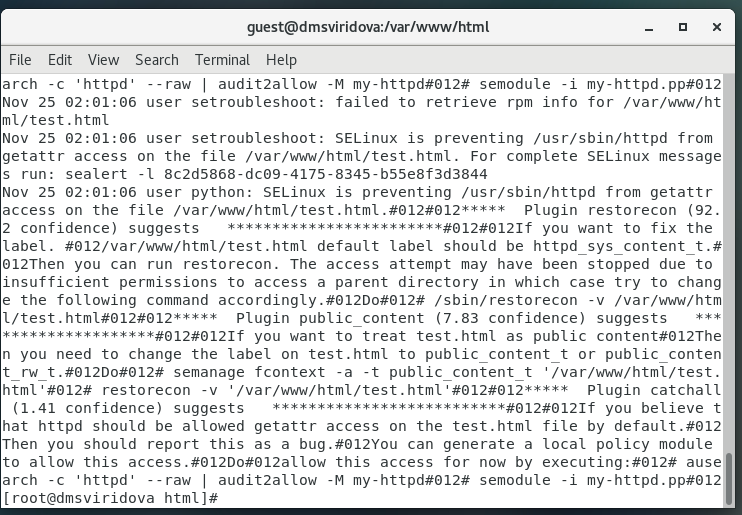 guest@dmsviridova:/var/www/html
File Edit View Search Terminal Help
arch -c 'httpd' --raw | audit2allow -M my-httpd#012# semodule -i my-httpd.pp#012
Nov 25 02:01:06 user setroubleshoot: failed to retrieve rpm info for /var/www/ht
ml/test.html
Nov 25 02:01:06 user setroubleshoot: SELinux is preventing /usr/sbin/httpd from
getattr access on the file /var/www/html/test.html. For complete SELinux message
s run: sealert -l 8c2d5868-dc09-4175-8345-b55e8f3d3844
Nov 25 02:01:06 user python: SELinux is preventing /usr/sbin/httpd from getattr
access on the file /var/www/html/test.html.#012#012*****  Plugin restorecon (92.
2 confidence) suggests   ************************#012#012If you want to fix the
label. #012/var/www/html/test.html default label should be httpd_sys_content_t.#
012Then you can run restorecon. The access attempt may have been stopped due to
insufficient permissions to access a parent directory in which case try to chang
e the following command accordingly.#012Do#012# /sbin/restorecon -v /var/www/htm
l/test.html#012#012*****  Plugin public_content (7.83 confidence) suggests   ***
*****************#012#012If you want to treat test.html as public content#012The
n you need to change the label on test.html to public_content_t or public_conten
t_rw_t.#012Do#012# semanage fcontext -a -t public_content_t '/var/www/html/test.
html'#012# restorecon -v '/var/www/html/test.html'#012#012*****  Plugin catchall
 (1.41 confidence) suggests   **************************#012#012If you believe t
hat httpd should be allowed getattr access on the test.html file by default.#012
Then you should report this as a bug.#012You can generate a local policy module
to allow this access.#012Do#012allow this access for now by executing:#012# ause
arch -c 'httpd' --raw | audit2allow -M my-httpd#012# semodule -i my-httpd.pp#012
[root@dmsviridova html]#